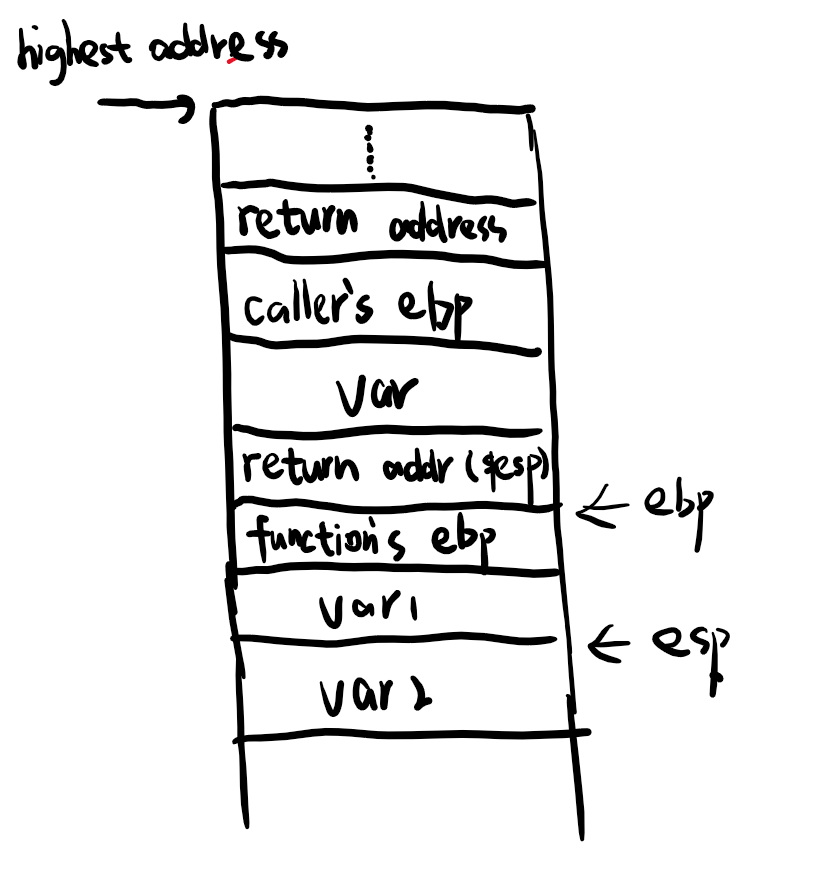 highest address
return address
caller's ebp
var
return addr ($esp)
ebp
function's ebp
var1
esp
var2